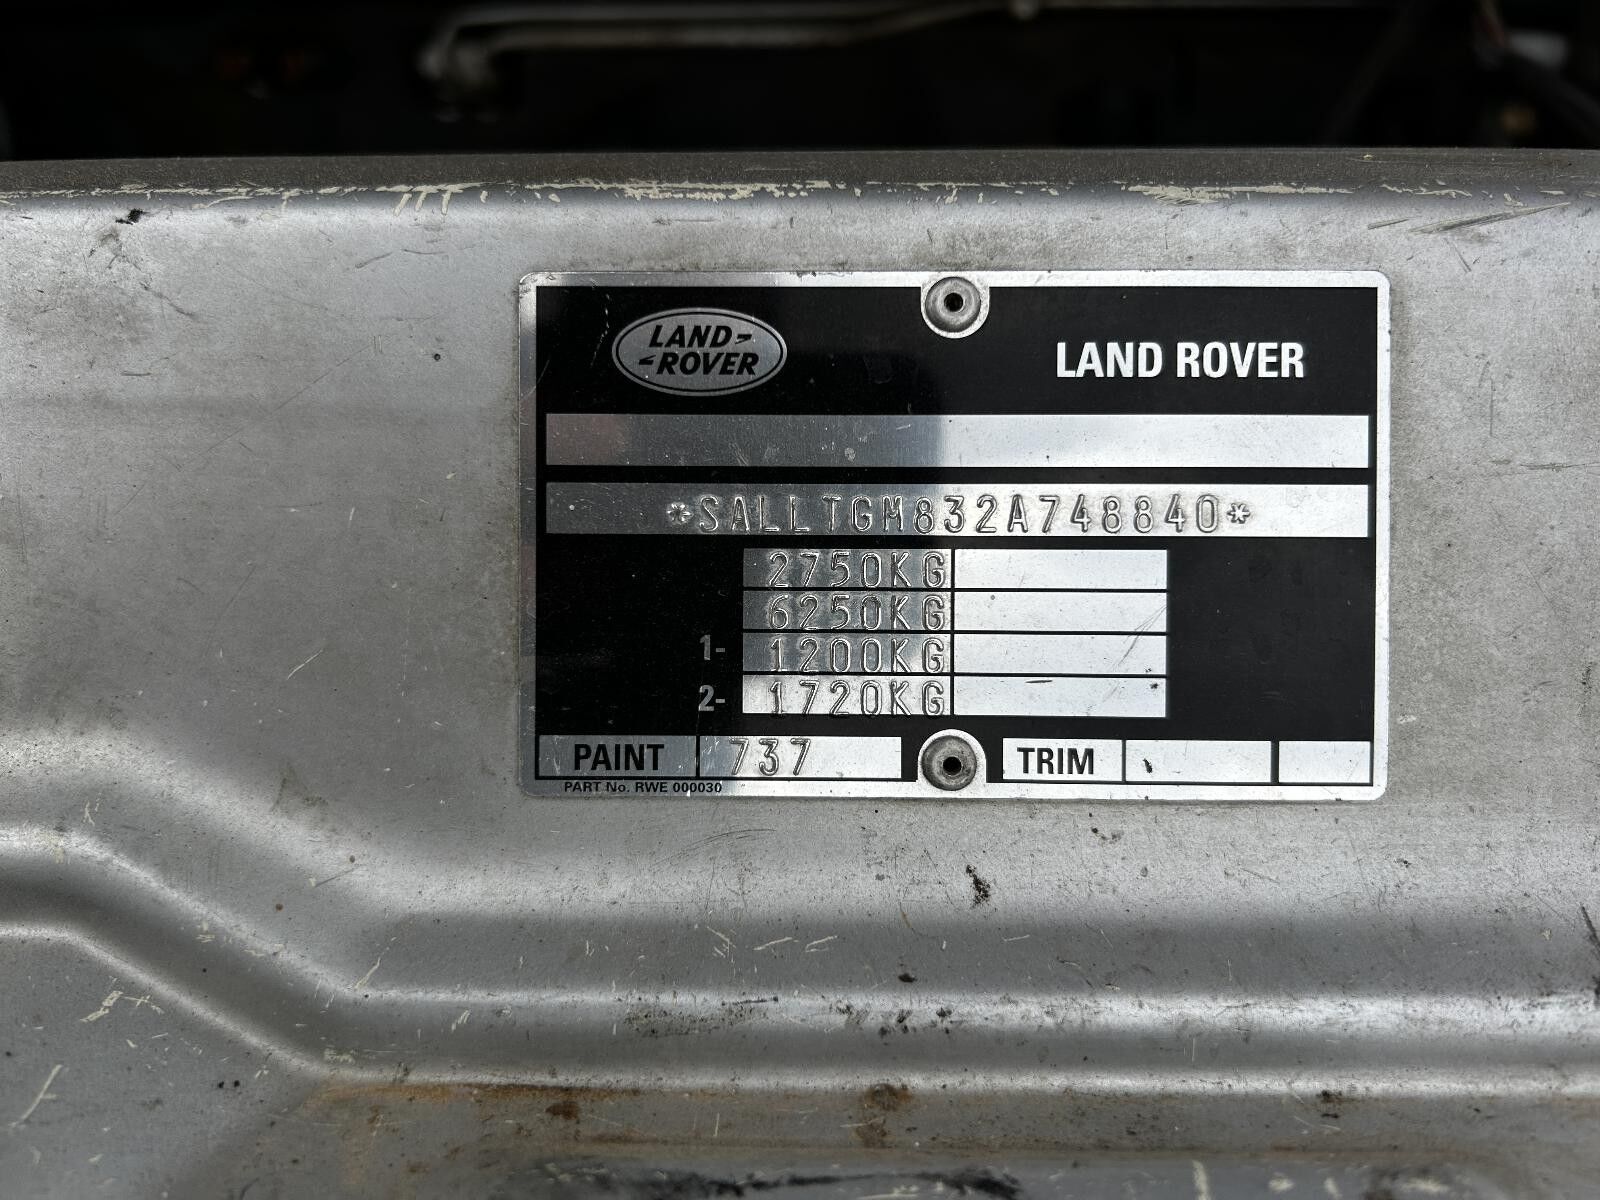 LAND
ROVER
LAND ROVER
*SALLTGM832A748840*
2750KG
6250KG
1- 1200KG
2- 1720KG
PAINT 737 TRIM
PART No. RWE 000030